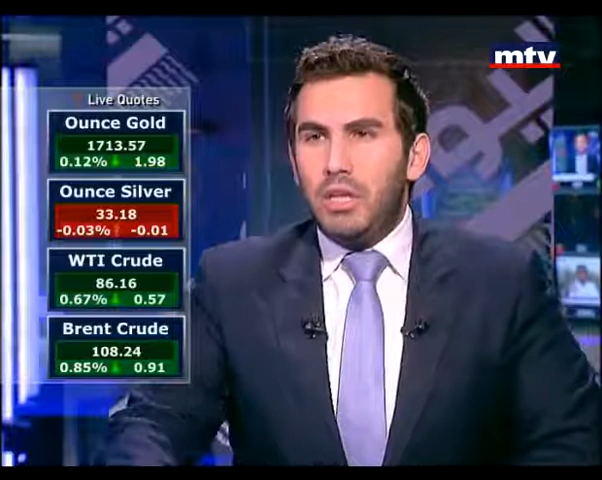 mtv
Live Quotes
Ounce Gold
1713.57
0.12% 1.98
Ounce Silver
33.18
-0.03% -0.01
WTI Crude
86.16
0.67% 0.57
Brent Crude
108.24
0.85% 0.91